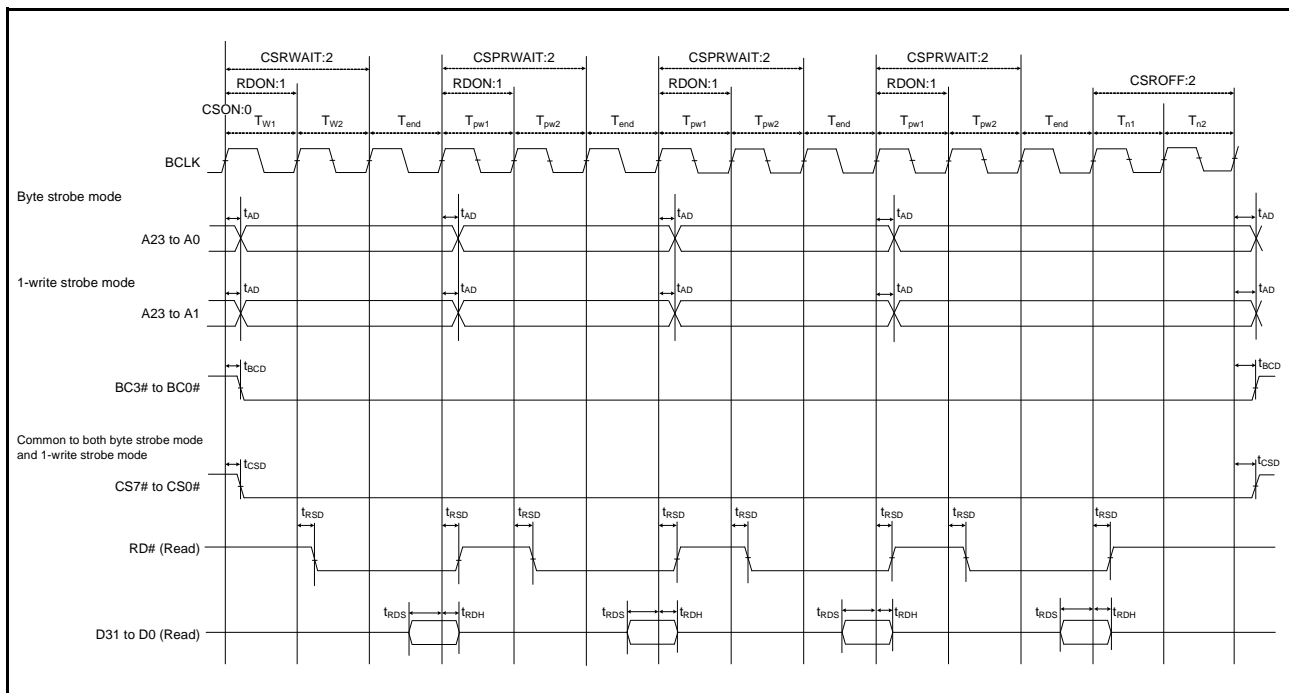 CSRWAIT:2 CSPRWAIT:2 CSPRWAIT:2 CSPRWAIT:2
RDON:1 RDON:1 RDON:1 RDON:1 CSROFF:2
CSON:0
TW1 TW2 Tend Tpw1 Tpw2 Tend Tpw1 Tpw2 Tend Tpw1 Tpw2 Tend Tn1 Tn2
BCLK
Byte strobe mode
tAD tAD tAD tAD tAD
A23 to A0
1-write strobe mode
tAD tAD tAD tAD tAD
A23 to A1
tBCD tBCD
BC3# to BC0#
Common to both byte strobe mode
and 1-write strobe mode
tCSD tCSD
CS7# to CS0#
tRSD tRSD tRSD tRSD tRSD tRSD tRSD tRSD
RD# (Read)
tRDS tRDH tRDS tRDH tRDS tRDH tRDS tRDH
D31 to D0 (Read)